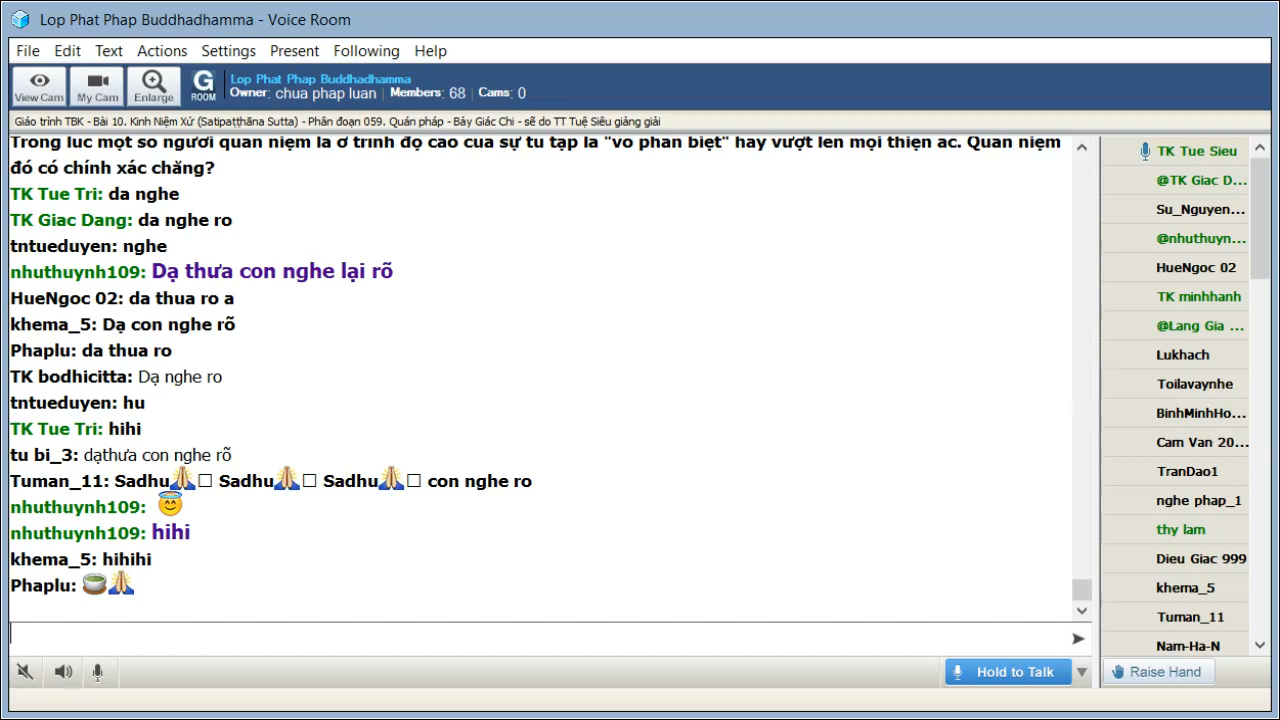 Lop Phat Phap Buddhadhamma - Voice Room
File Edit Text Actions Settings Present Following Help
View Cam My Cam Enlarge G ROOM
Lop Phat Phap Buddhadhamma
Owner: chua phap luan Members: 68 Cams: 0
Giáo trình TBK - Bài 10. Kinh Niệm Xứ (Satipaṭṭhāna Sutta) - Phân đoạn 059. Quán pháp - Bảy Giác Chi - sẽ do TT Tuệ Siêu giảng giải
Trong lúc một số người quan niệm là ở trình độ cao của sự tu tập là "vô phân biệt" hay vượt lên mọi thiện ác. Quan niệm
đó có chính xác chăng?
TK Tue Tri: da nghe
TK Giac Dang: da nghe ro
tntueduyen: nghe
nhuthuynh109: Dạ thưa con nghe lại rõ
HueNgoc 02: da thua ro a
khema_5: Dạ con nghe rõ
Phaplu: da thua ro
TK bodhicitta: Dạ nghe ro
tntueduyen: hu
TK Tue Tri: hihi
tu bi_3: dạthưa con nghe rõ
Tuman_11: Sadhu🙏□ Sadhu🙏□ Sadhu🙏□ con nghe ro
nhuthuynh109: 😇
nhuthuynh109: hihi
khema_5: hihihi
Phaplu: 🍵🙏
Hold to Talk
TK Tue Sieu
@TK Giac D...
Su_Nguyen...
@nhuthuyn...
HueNgoc 02
TK minhhanh
@Lang Gia ...
Lukhach
Toilavaynhe
BinhMinhHo...
Cam Van 20...
TranDao1
nghe phap_1
thy lam
Dieu Giac 999
khema_5
Tuman_11
Nam-Ha-N
Raise Hand